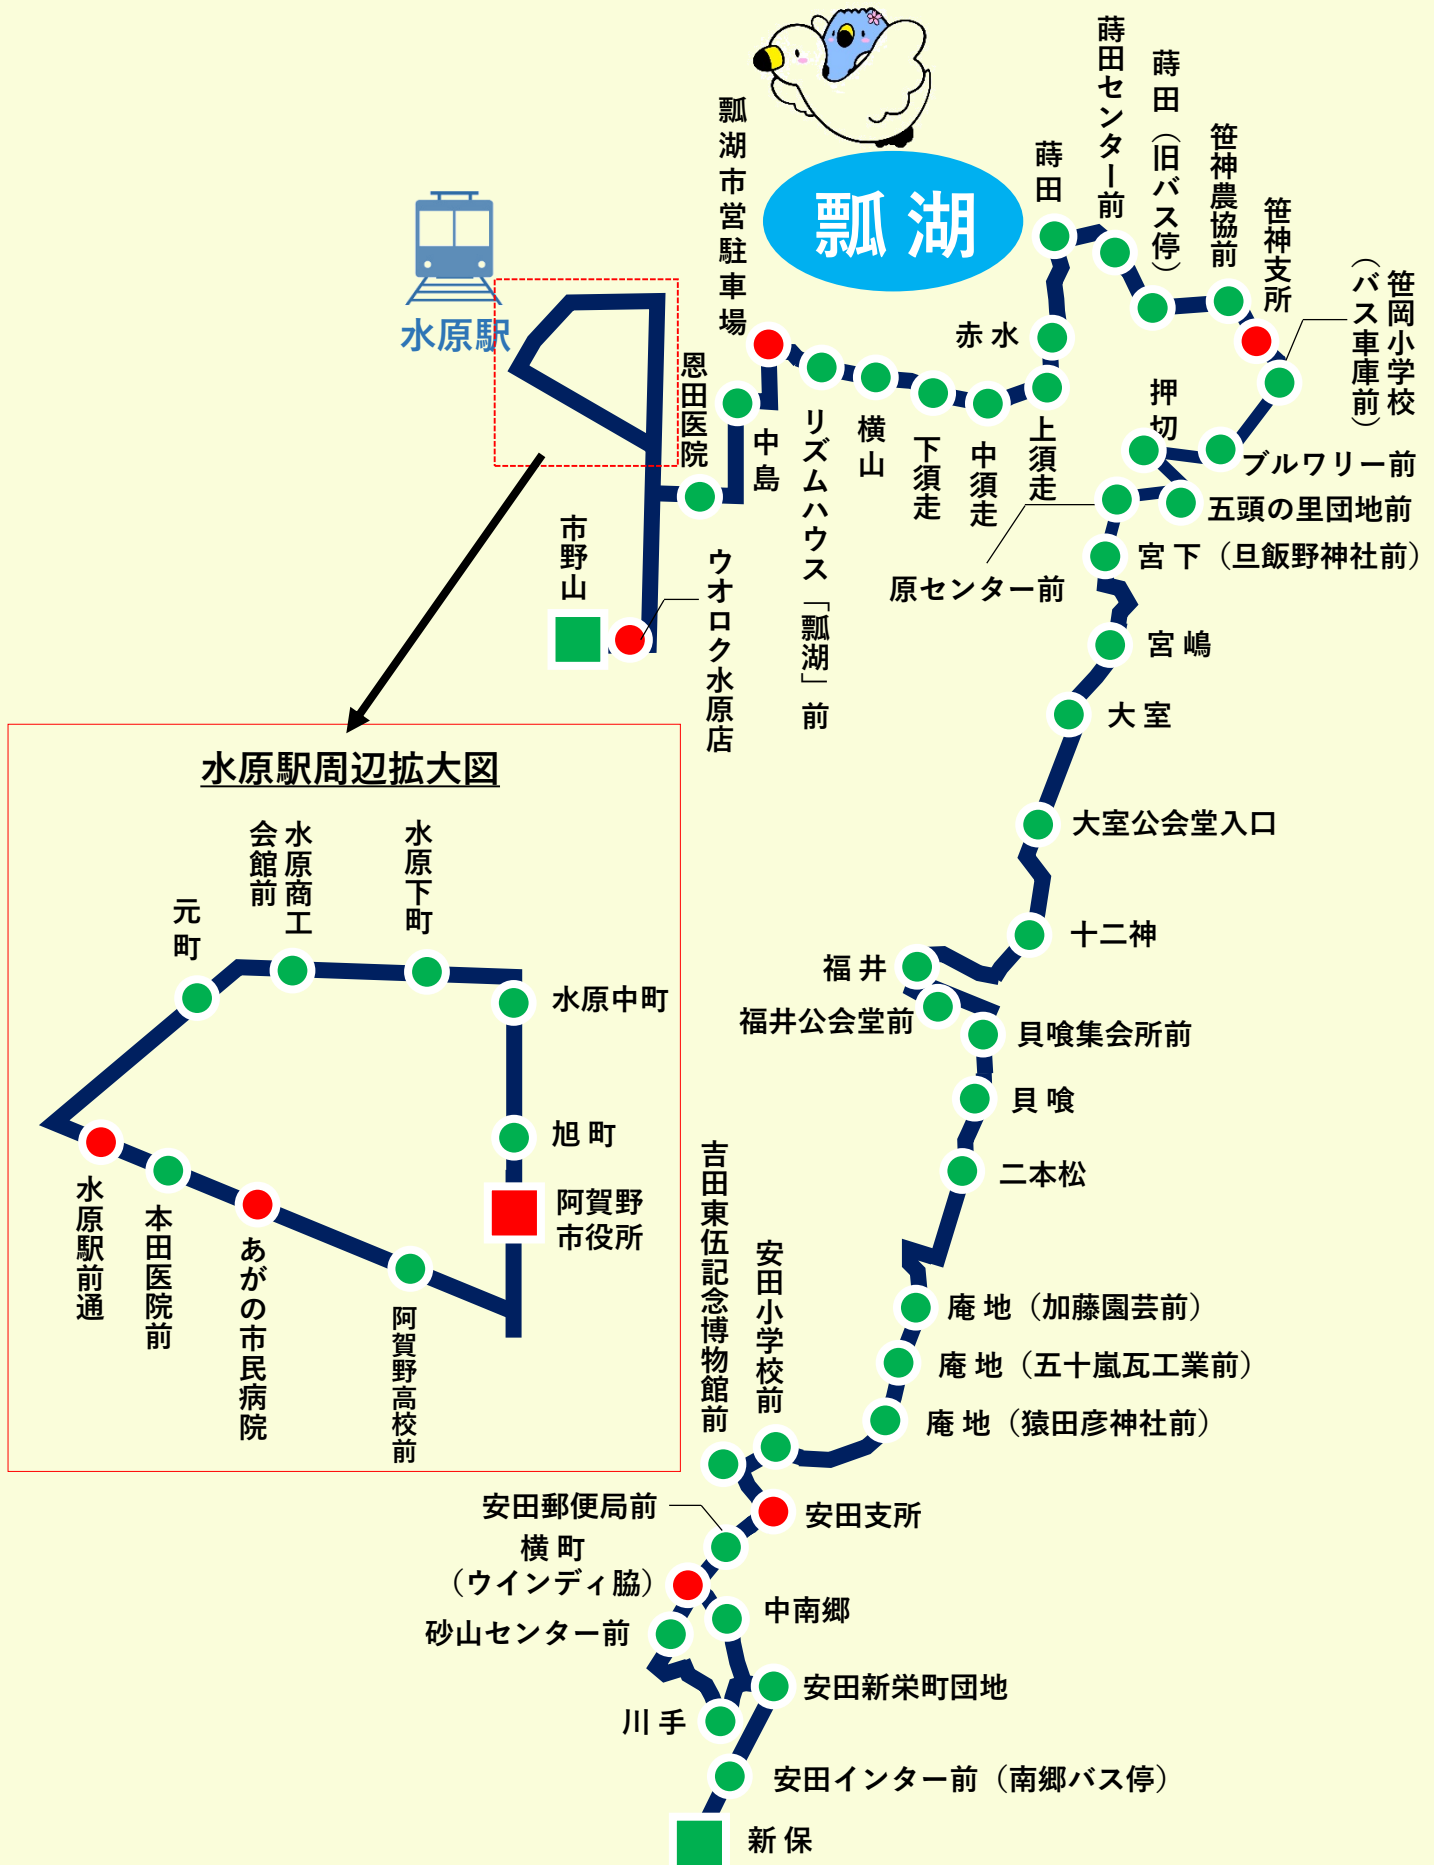 瓢湖
水原駅
瓢湖市営駐車場
蒔田
蒔田センター前
蒔田（旧バス停）
笹神農協前
笹神支所
笹岡小学校
（バス車庫前）
赤水
恩田医院
中島
リズムハウス「瓢湖」前
横山
下須走
中須走
上須走
押切
ブルワリー前
五頭の里団地前
原センター前
宮下（旦飯野神社前）
宮嶋
市野山
ウオロク水原店
大室
大室公会堂入口
十二神
福井
福井公会堂前
貝喰集会所前
貝喰
二本松
庵地（加藤園芸前）
庵地（五十嵐瓦工業前）
庵地（猿田彦神社前）
安田小学校前
吉田東伍記念博物館前
安田支所
安田郵便局前
横町
（ウインディ脇）
中南郷
砂山センター前
安田新栄町団地
川手
安田インター前（南郷バス停）
新保
水原駅周辺拡大図
元町
水原商工
会館前
水原下町
水原中町
旭町
阿賀野
市役所
水原駅前通
本田医院前
あがの市民病院
阿賀野高校前